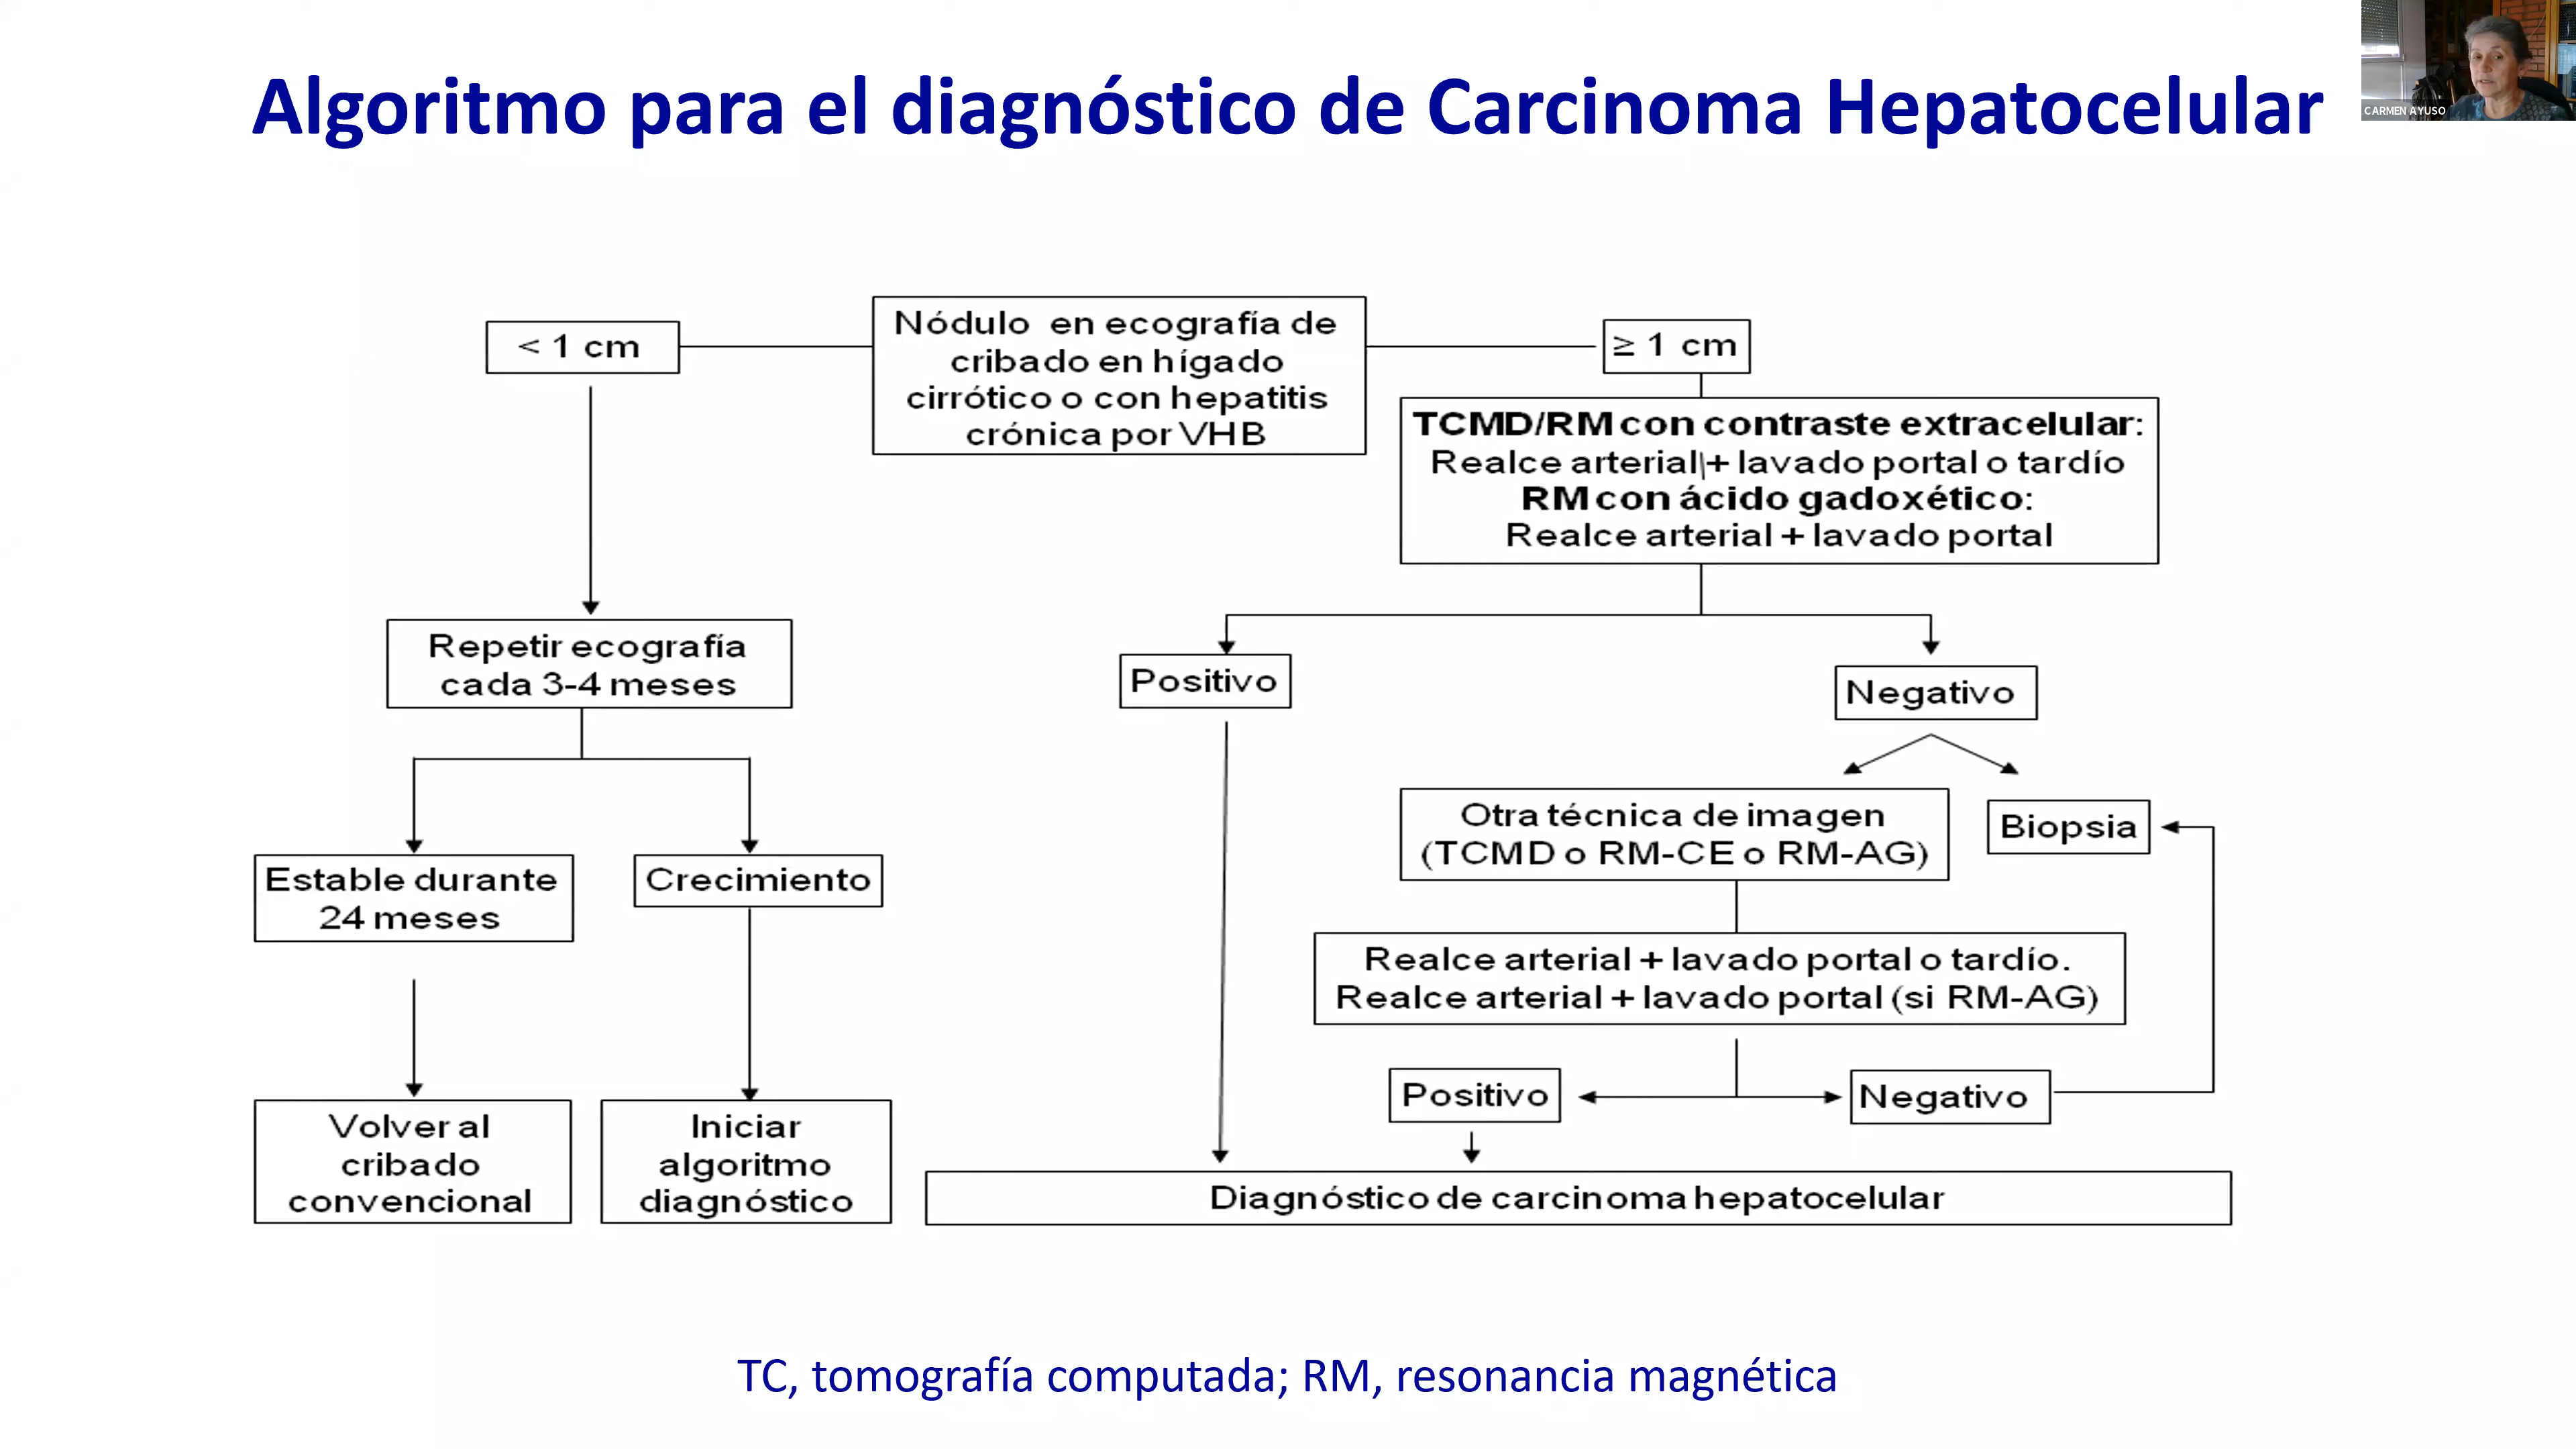 Algoritmo para el diagnóstico de Carcinoma Hepatocelular
CARMEN AYUSO
< 1 cm
Nódulo en ecografía de
cribado en hígado
cirrótico o con hepatitis
crónica por VHB
≥ 1 cm
TCMD/RM con contraste extracelular:
Realce arterial + lavado portal o tardío
RM con ácido gadoxético:
Realce arterial + lavado portal
Repetir ecografía
cada 3-4 meses
Positivo
Negativo
Otra técnica de imagen
(TCMD o RM-CE o RM-AG)
Biopsia
Estable durante
24 meses
Crecimiento
Realce arterial + lavado portal o tardío.
Realce arterial + lavado portal (si RM-AG)
Positivo
Negativo
Volver al
cribado
convencional
Iniciar
algoritmo
diagnóstico
Diagnóstico de carcinoma hepatocelular
TC, tomografía computada; RM, resonancia magnética